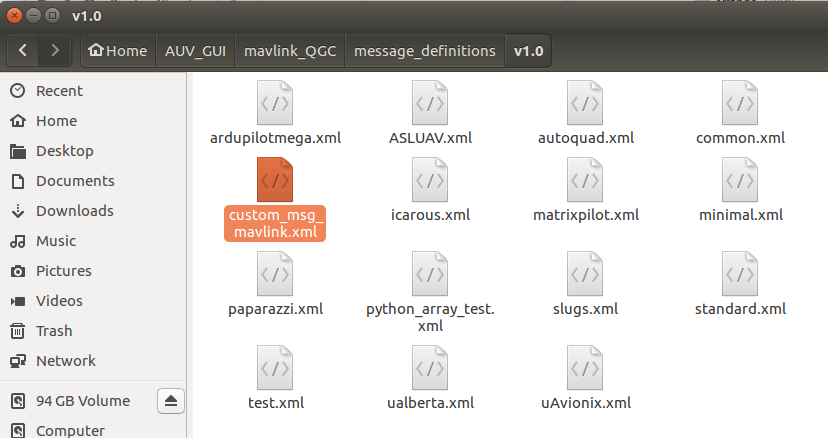 v1.0
Home AUV_GUI mavlink_QGC message_definitions v1.0
Recent
Home
Desktop
Documents
Downloads
Music
Pictures
Videos
Trash
Network
94 GB Volume
Computer
ardupilotmega.xml ASLUAV.xml autoquad.xml common.xml
custom_msg_
mavlink.xml
icarous.xml matrixpilot.xml minimal.xml
paparazzi.xml
python_array_test.
xml
slugs.xml standard.xml
test.xml ualberta.xml uAvionix.xml